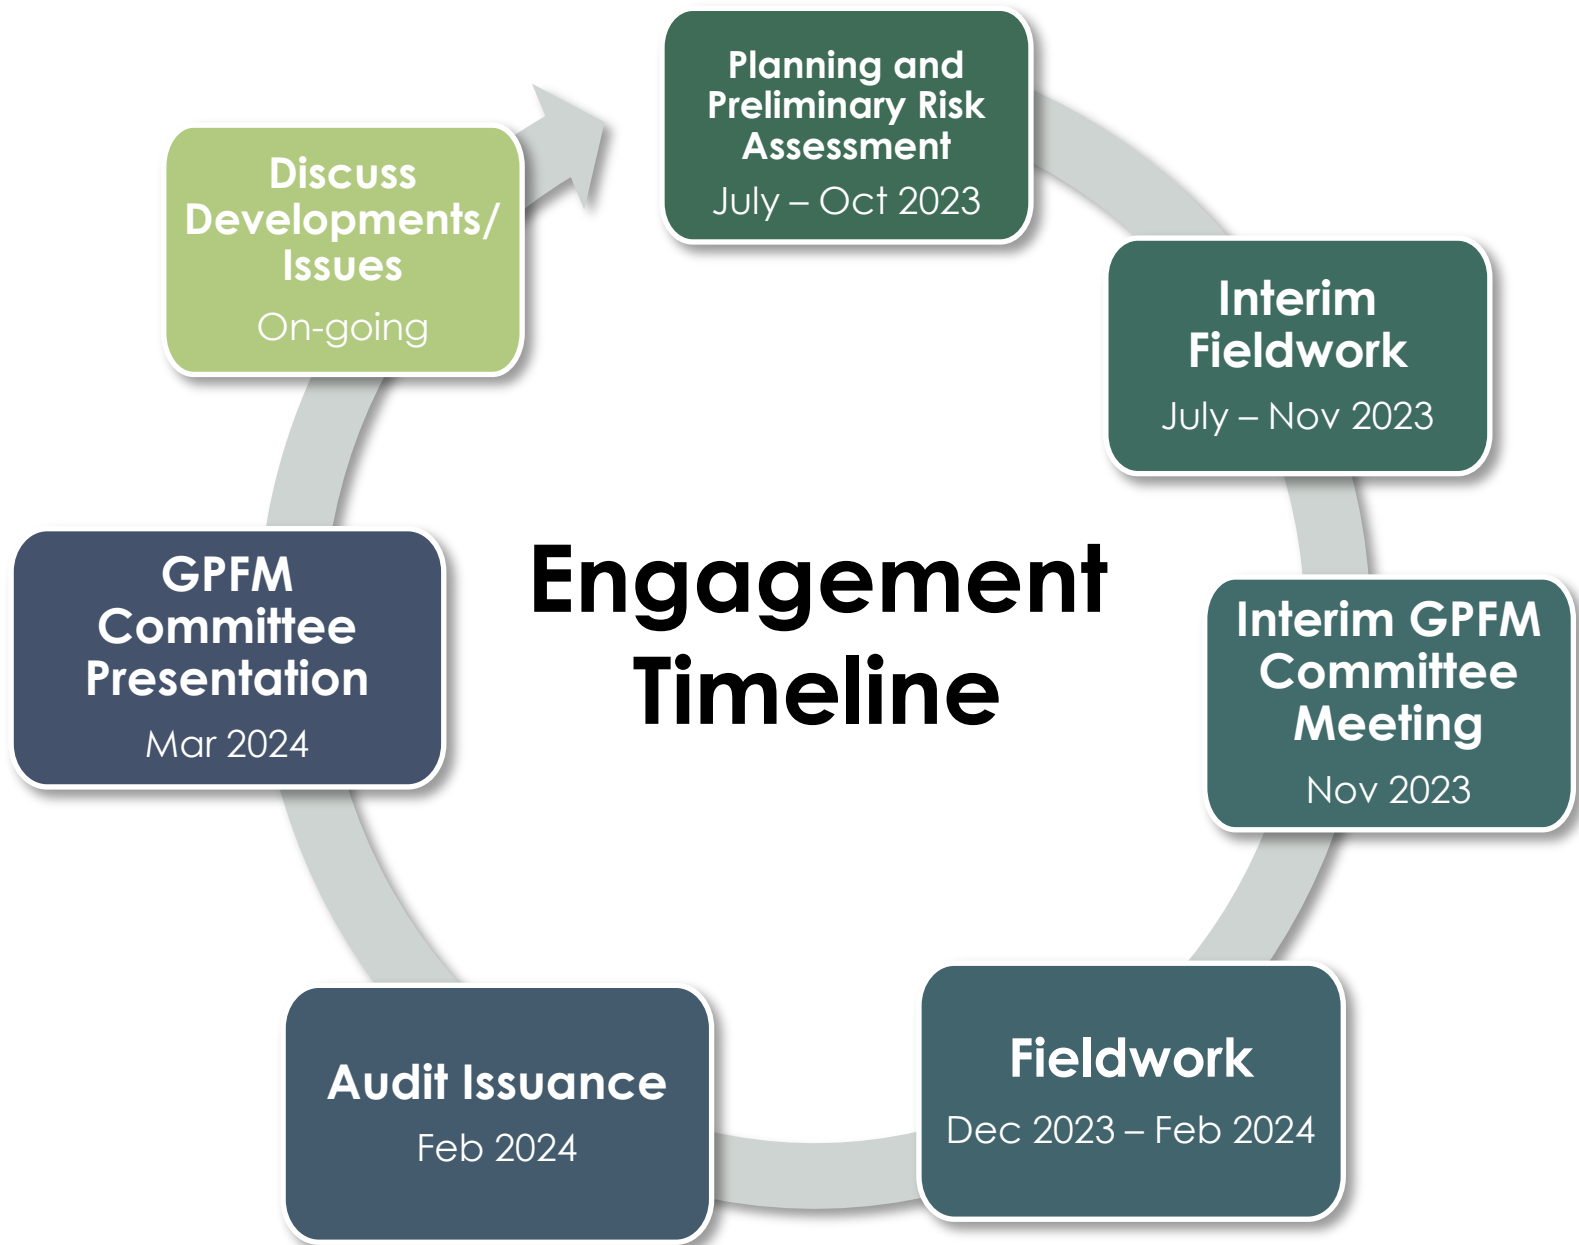 Planning and
Preliminary Risk
Assessment
July – Oct 2023
Interim
Fieldwork
July – Nov 2023
Interim GPFM
Committee
Meeting
Nov 2023
Fieldwork
Dec 2023 – Feb 2024
Audit Issuance
Feb 2024
GPFM
Committee
Presentation
Mar 2024
Discuss
Developments/
Issues
On-going
Engagement
Timeline